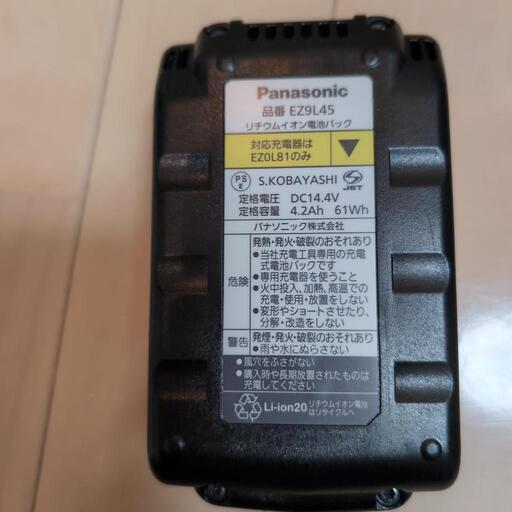 Panasonic
品番 EZ9L45
リチウムイオン電池パック
対応充電器は
EZ0L81のみ
PS
E
S.KOBAYASHI
JET
定格電圧 DC14.4V
定格容量 4.2Ah 61Wh
パナソニック株式会社
危険
発熱・発火・破裂のおそれあり
●当社充電工具専用の充電
式電池パックです
●専用充電器を使うこと
●火中投入、加熱、高温での
充電・使用・放置をしない
●変形やショートさせたり、
分解・改造をしない
警告
発煙・発火・破裂のおそれあり
●雨や水にぬらさない
●風穴をふさがない
●購入時や長期放置されたものは
充電してください
Li-ion20
リチウムイオン電池
はリサイクルへ